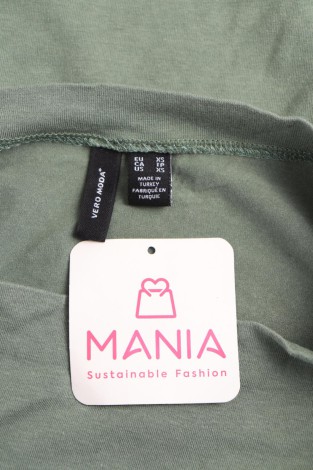 VERO MODA®
EU XS
CA TP
US XS
MADE IN
TURKEY
FABRIQUÉ EN
TURQUIE
MANIA
Sustainable Fashion